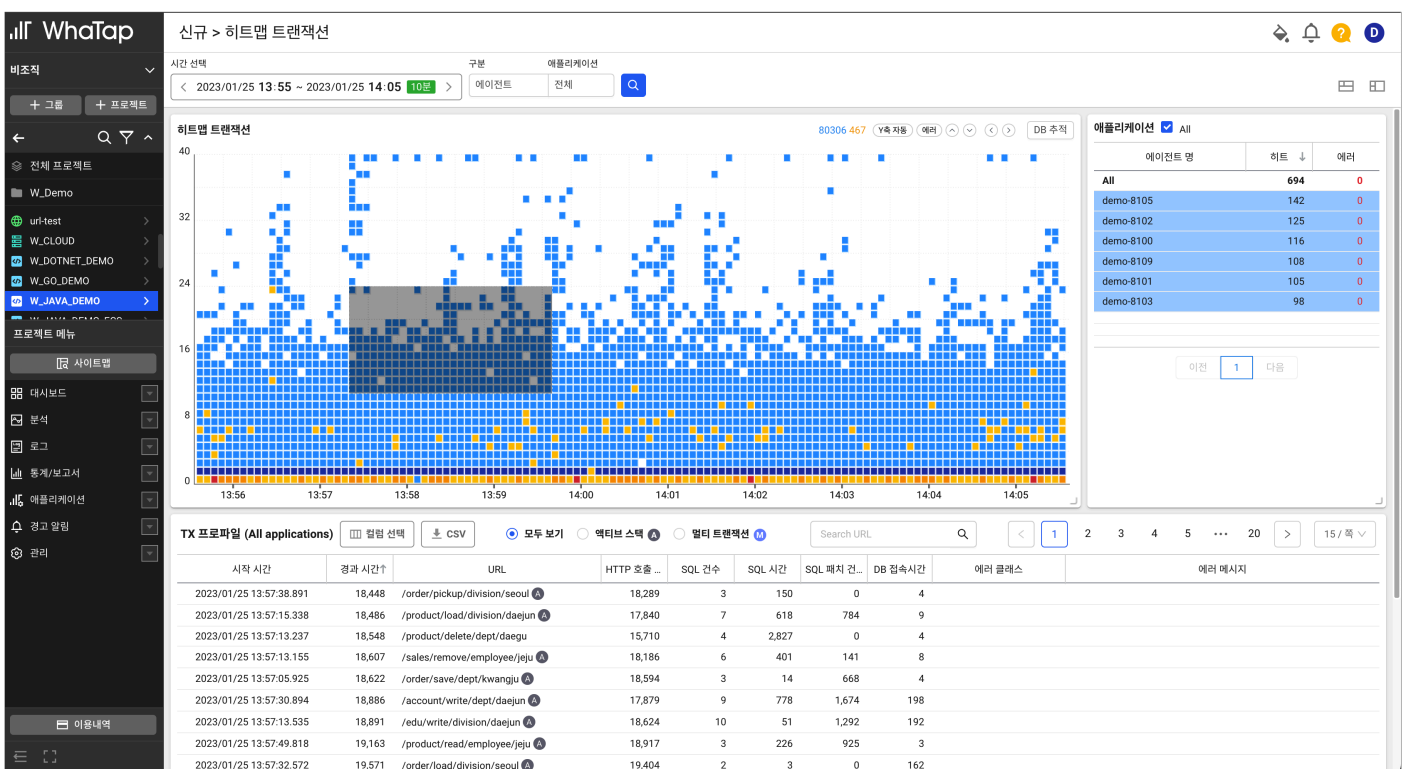 WhaTap
신규 > 히트맵 트랜잭션
? D
비조직
+ 그룹 + 프로젝트
전체 프로젝트
W_Demo
url-test
W_CLOUD
W_DOTNET_DEMO
W_GO_DEMO
W_JAVA_DEMO
W_JAVA_DEMO_ECS
프로젝트 메뉴
사이트맵
대시보드
분석
로그
통계/보고서
애플리케이션
경고 알림
관리
이용내역
시간 선택 구분 애플리케이션
< 2023/01/25 13:55 ~ 2023/01/25 14:05 10분 > 에이전트 전체
히트맵 트랜잭션 80306 467 Y축 자동 에러 DB 추적
40
32
24
16
8
0
13:56 13:57 13:58 13:59 14:00 14:01 14:02 14:03 14:04 14:05
애플리케이션 All
에이전트 명 히트 ↓ 에러
All 694 0
demo-8105 142 0
demo-8102 125 0
demo-8100 116 0
demo-8109 108 0
demo-8101 105 0
demo-8103 98 0
이전 1 다음
TX 프로파일 (All applications) 컬럼 선택 CSV 모두 보기 액티브 스택 A 멀티 트랜잭션 M Search URL < 1 2 3 4 5 ••• 20 > 15 / 쪽
시작 시간 경과 시간↑ URL HTTP 호출 ... SQL 건수 SQL 시간 SQL 패치 건... DB 접속시간 에러 클래스 에러 메시지
2023/01/25 13:57:38.891 18,448 /order/pickup/division/seoul A 18,289 3 150 0 4
2023/01/25 13:57:15.338 18,486 /product/load/division/daejun A 17,840 7 618 784 9
2023/01/25 13:57:13.237 18,548 /product/delete/dept/daegu 15,710 4 2,827 0 4
2023/01/25 13:57:13.155 18,607 /sales/remove/employee/jeju A 18,186 6 401 141 8
2023/01/25 13:57:05.925 18,622 /order/save/dept/kwangju A 18,594 3 14 668 4
2023/01/25 13:57:30.894 18,886 /account/write/dept/daejun A 17,879 9 778 1,674 198
2023/01/25 13:57:13.535 18,891 /edu/write/division/daejun A 18,624 10 51 1,292 192
2023/01/25 13:57:49.818 19,163 /product/read/employee/jeju A 18,917 3 226 925 3
2023/01/25 13:57:32.572 19,571 /order/load/division/seoul A 19,404 2 3 0 162